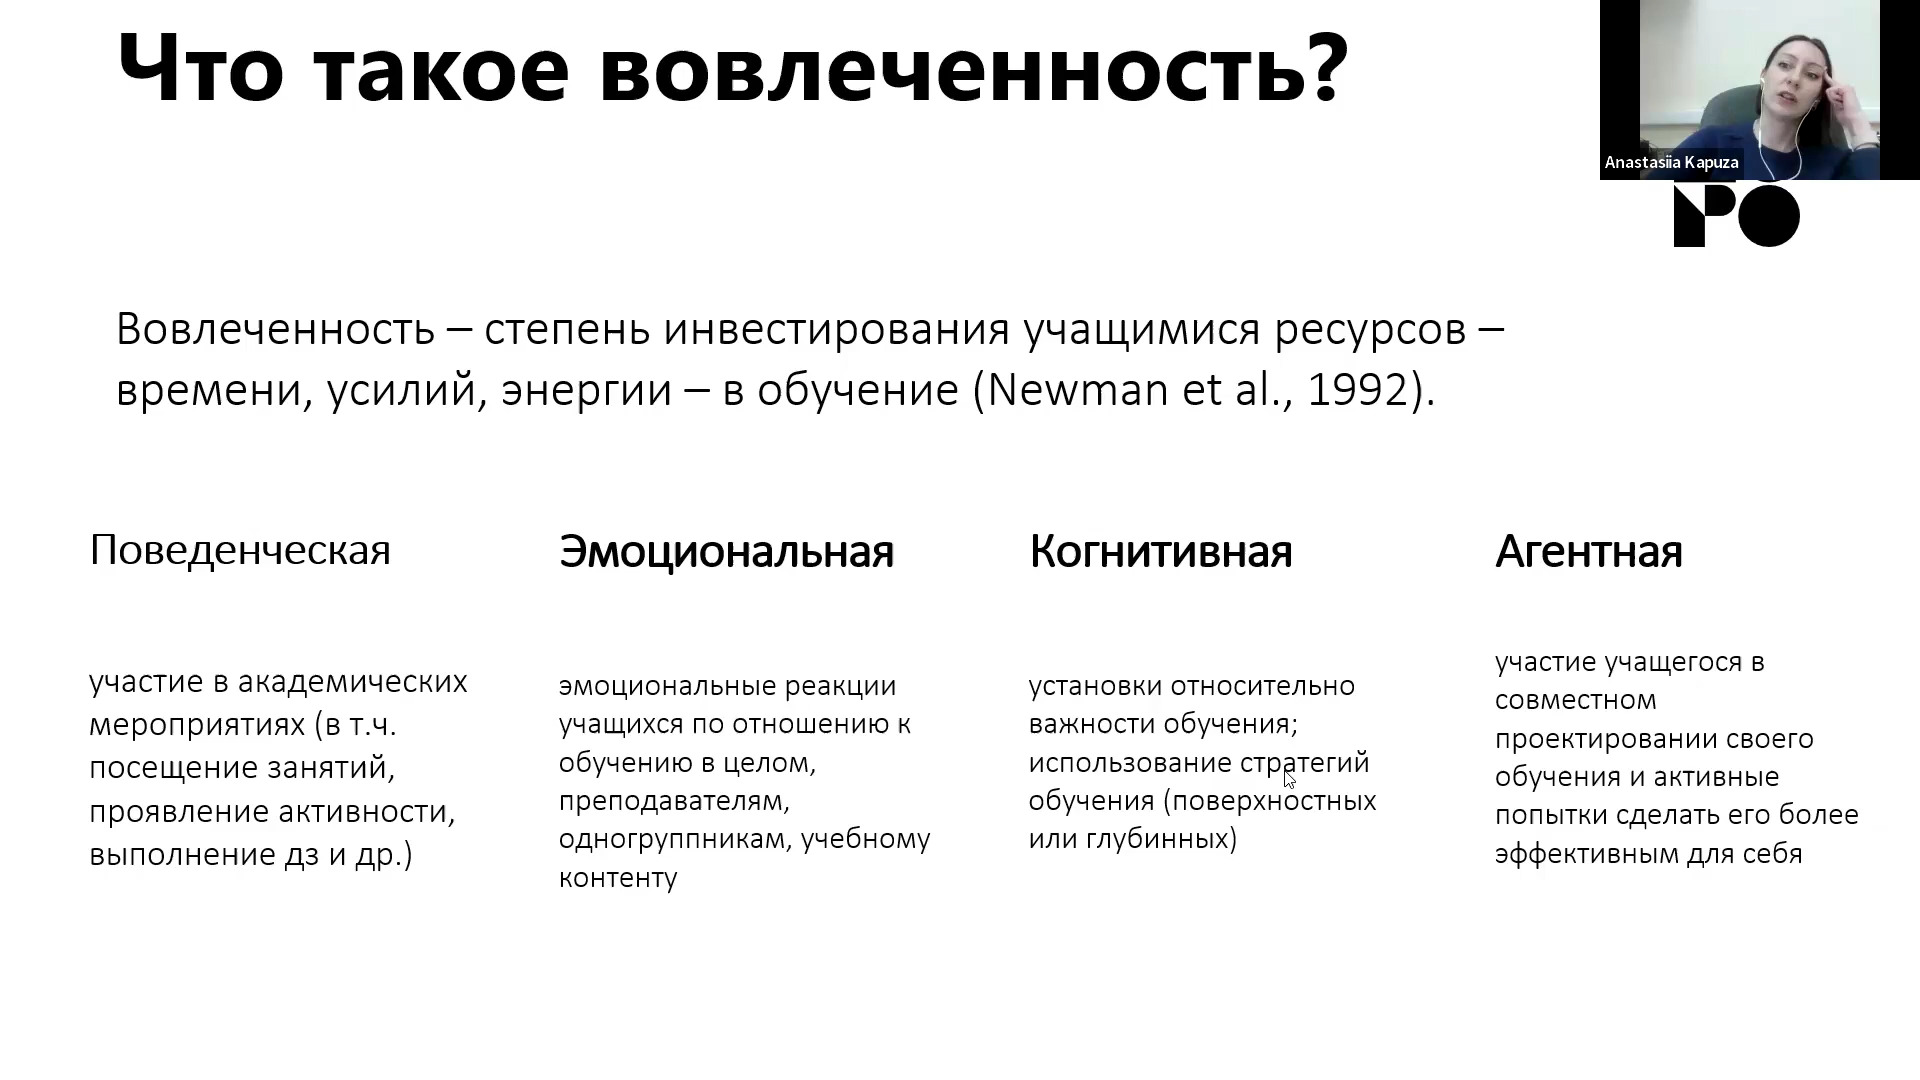 Что такое вовлеченность?
Anastasiia Kapuza
Вовлеченность – степень инвестирования учащимися ресурсов –
времени, усилий, энергии – в обучение (Newman et al., 1992).
Поведенческая
участие в академических
мероприятиях (в т.ч.
посещение занятий,
проявление активности,
выполнение дз и др.)
Эмоциональная
эмоциональные реакции
учащихся по отношению к
обучению в целом,
преподавателям,
одногруппникам, учебному
контенту
Когнитивная
установки относительно
важности обучения;
использование стратегий
обучения (поверхностных
или глубинных)
Агентная
участие учащегося в
совместном
проектировании своего
обучения и активные
попытки сделать его более
эффективным для себя